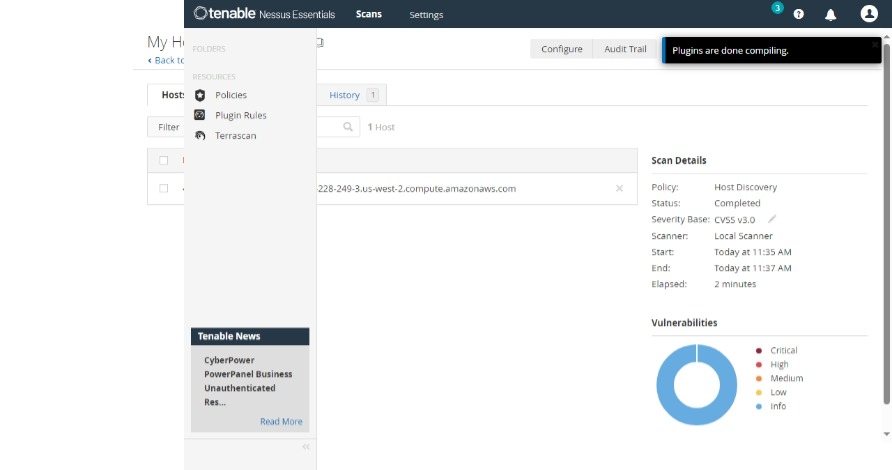 tenable Nessus Essentials
Scans
Settings
3
My
Configure
Audit Trail
Plugins are done compiling.
Back to
FOLDERS
RESOURCES
Policies
Plugin Rules
Terrascan
Hosts
History 1
Filter
1 Host
-228-249-3.us-west-2.compute.amazonaws.com
Scan Details
Policy: Host Discovery
Status: Completed
Severity Base: CVSS v3.0
Scanner: Local Scanner
Start: Today at 11:35 AM
End: Today at 11:37 AM
Elapsed: 2 minutes
Vulnerabilities
Critical
High
Medium
Low
Info
Tenable News
CyberPower
PowerPanel Business
Unauthenticated
Res...
Read More